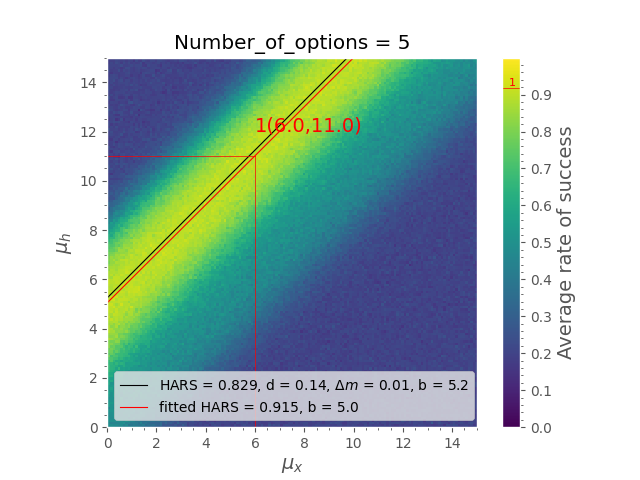 Number_of_options = 5
1(6.0,11.0)
μ_h
14
12
10
8
6
4
2
0
0 2 4 6 8 10 12 14
μ_x
HARS = 0.829, d = 0.14, Δm = 0.01, b = 5.2
fitted HARS = 0.915, b = 5.0
1
0.9
0.8
0.7
0.6
0.5
0.4
0.3
0.2
0.1
0.0
Average rate of success